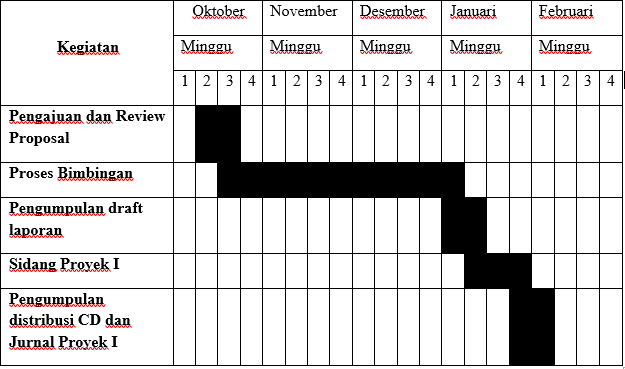 Kegiatan
Oktober November Desember Januari Februari
Minggu Minggu Minggu Minggu Minggu
1 2 3 4 1 2 3 4 1 2 3 4 1 2 3 4 1 2 3 4
Pengajuan dan Review
Proposal
Proses Bimbingan
Pengumpulan draft
laporan
Sidang Proyek I
Pengumpulan
distribusi CD dan
Jurnal Proyek I